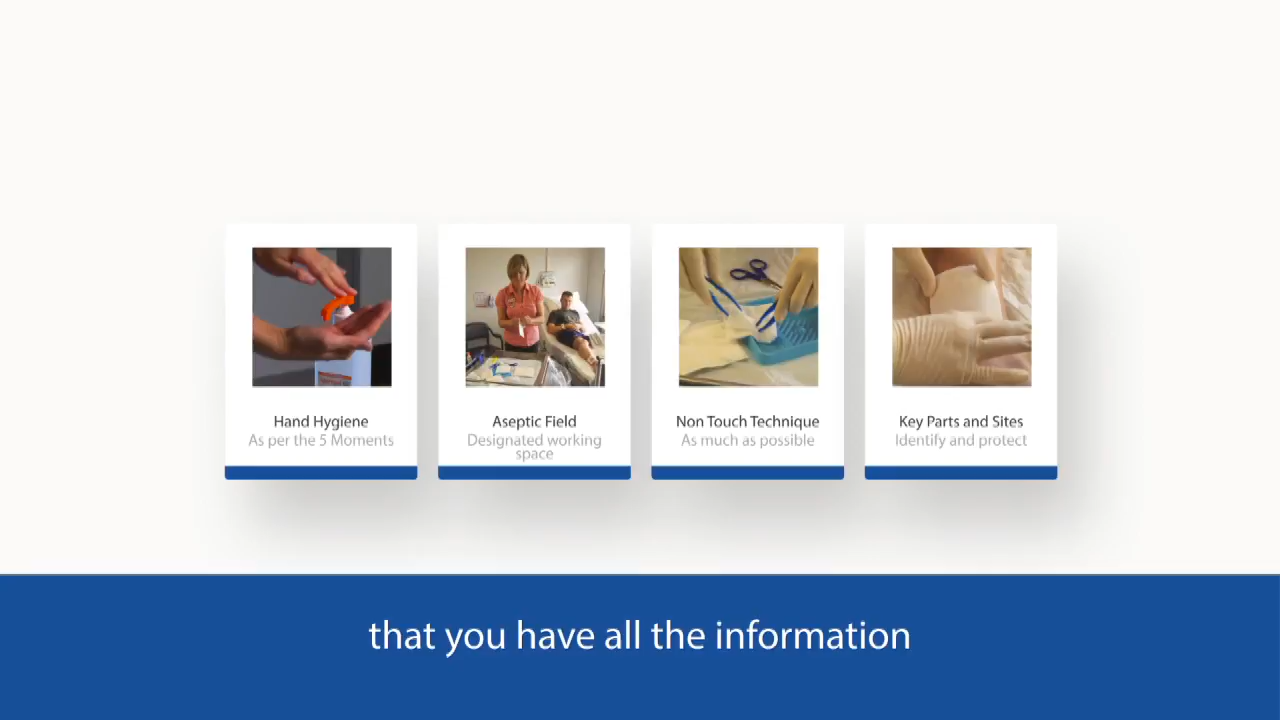 Hand Hygiene
As per the 5 Moments
Aseptic Field
Designated working
space
Non Touch Technique
As much as possible
Key Parts and Sites
Identify and protect
that you have all the information